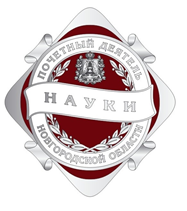 ПОЧЕТНЫЙ ДЕЯТЕЛЬ
НАУКИ
НОВГОРОДСКОЙ ОБЛАСТИ